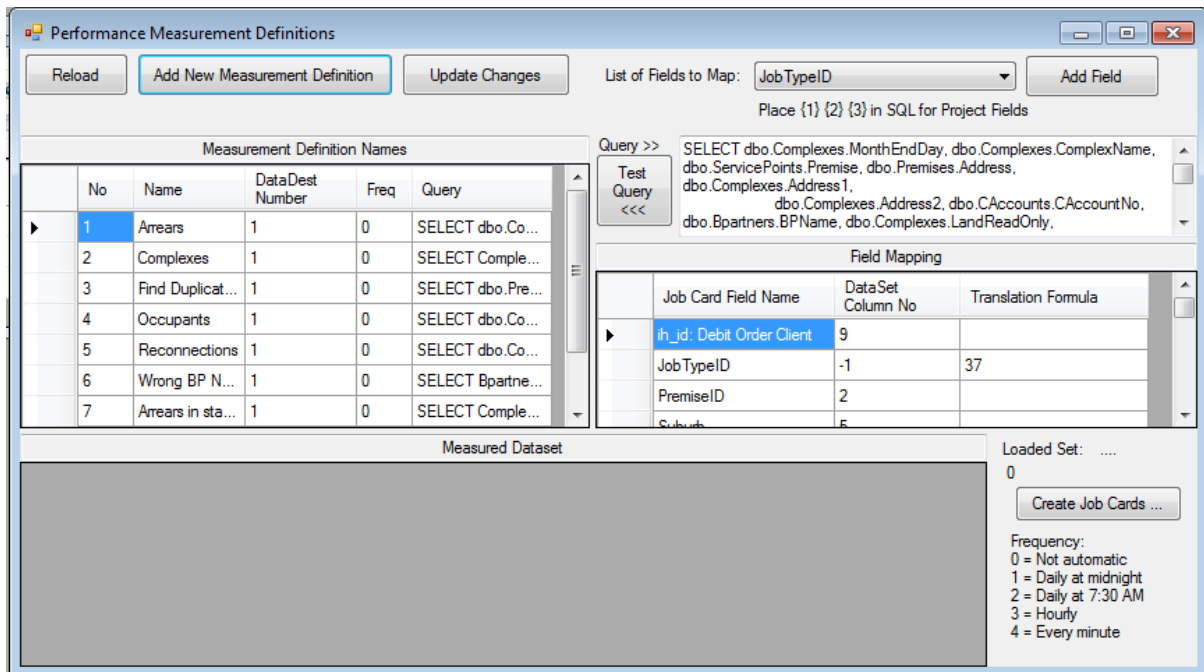 Performance Measurement Definitions
Reload Add New Measurement Definition Update Changes List of Fields to Map: JobTypeID Add Field
Place {1} {2} {3} in SQL for Project Fields
Measurement Definition Names
No Name DataDest Number Freq Query
1 Arrears 1 0 SELECT dbo.Co...
2 Complexes 1 0 SELECT Comple...
3 Find Duplicat... 1 0 SELECT dbo.Pre...
4 Occupants 1 0 SELECT dbo.Co...
5 Reconnections 1 0 SELECT dbo.Co...
6 Wrong BP N... 1 0 SELECT Bpartne...
7 Arrears in sta... 1 0 SELECT Comple...
Query >>
Test
Query
<<<
SELECT dbo.Complexes.MonthEndDay, dbo.Complexes.ComplexName,
dbo.ServicePoints.Premise, dbo.Premises.Address,
dbo.Complexes.Address1,
dbo.Complexes.Address2, dbo.CAccounts.CAccountNo,
dbo.Bpartners.BPName, dbo.Complexes.LandReadOnly,
Field Mapping
Job Card Field Name DataSet Column No Translation Formula
ih_id: Debit Order Client 9
JobTypeID -1 37
PremiseID 2
Suburb 5
Measured Dataset
Loaded Set: ....
0
Create Job Cards ...
Frequency:
0 = Not automatic
1 = Daily at midnight
2 = Daily at 7:30 AM
3 = Hourly
4 = Every minute